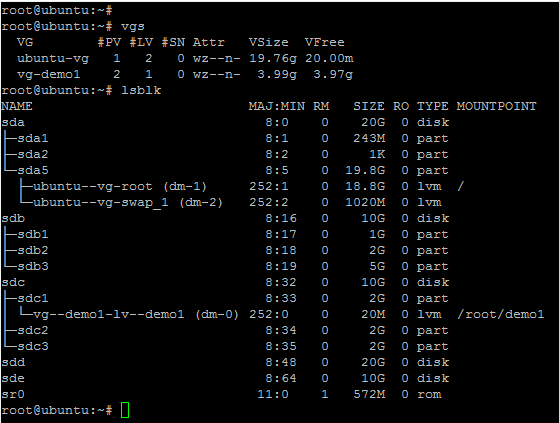 root@ubuntu:~#
root@ubuntu:~# vgs
  VG        #PV #LV #SN Attr   VSize  VFree
  ubuntu-vg   1   2   0 wz--n- 19.76g 20.00m
  vg-demo1    2   1   0 wz--n-  3.99g  3.97g
root@ubuntu:~# lsblk
NAME                           MAJ:MIN RM   SIZE RO TYPE MOUNTPOINT
sda                              8:0      0    20G  0 disk
├─sda1                           8:1      0   243M  0 part
├─sda2                           8:2      0     1K  0 part
└─sda5                           8:5      0  19.8G  0 part
  ├─ubuntu--vg-root (dm-1)     252:1      0  18.8G  0 lvm  /
  └─ubuntu--vg-swap_1 (dm-2)   252:2      0  1020M  0 lvm
sdb                              8:16     0    10G  0 disk
├─sdb1                           8:17     0     1G  0 part
├─sdb2                           8:18     0     2G  0 part
└─sdb3                           8:19     0     5G  0 part
sdc                              8:32     0    10G  0 disk
├─sdc1                           8:33     0     2G  0 part
│ └─vg--demo1-lv--demo1 (dm-0) 252:0      0    20M  0 lvm  /root/demo1
├─sdc2                           8:34     0     2G  0 part
└─sdc3                           8:35     0     2G  0 part
sdd                              8:48     0    20G  0 disk
sde                              8:64     0    10G  0 disk
sr0                             11:0      1   572M  0 rom
root@ubuntu:~#